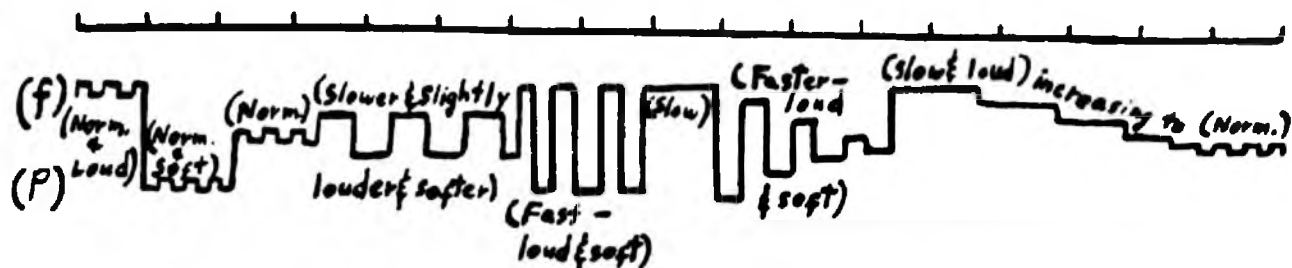 (f)
(Norm.
&
Loud)
(Norm.
&
Soft)
(P)
(Norm.)
(Slower & Slightly
louder & softer)
(Fast -
loud & soft)
(Slow)
(Faster-
loud
& soft)
(Slow & loud) increasing to (Norm.)